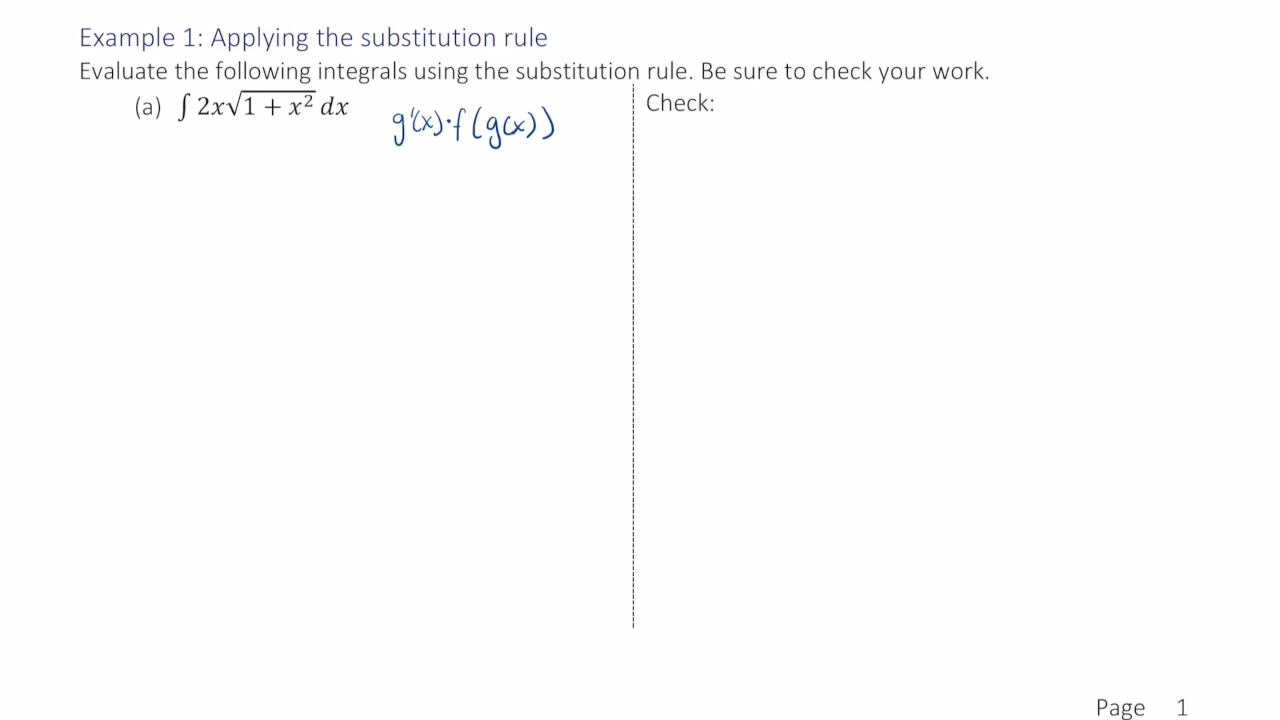 Example 1: Applying the substitution rule
Evaluate the following integrals using the substitution rule. Be sure to check your work.
(a) ∫ 2x√(1 + x²) dx
g'(x)·f(g(x))
Check:
Page 1